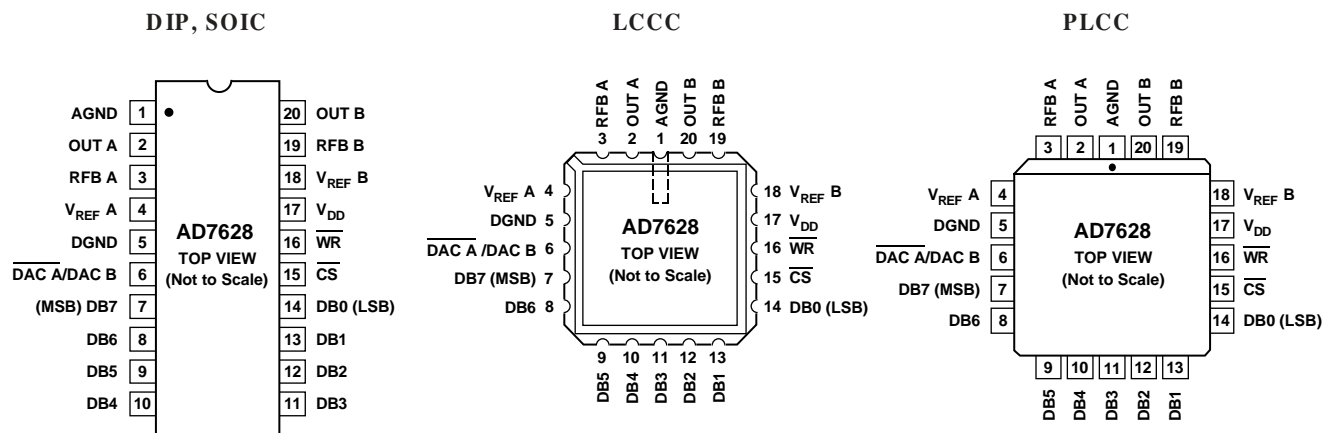 DIP, SOIC
AGND 1
OUT A 2
RFB A 3
VREF A 4
DGND 5
DAC A/DAC B 6
(MSB) DB7 7
DB6 8
DB5 9
DB4 10
AD7628
TOP VIEW
(Not to Scale)
20 OUT B
19 RFB B
18 VREF B
17 VDD
16 WR
15 CS
14 DB0 (LSB)
13 DB1
12 DB2
11 DB3
LCCC
RFB A
OUT A
AGND
OUT B
RFB B
3 2 1 20 19
VREF A 4
DGND 5
DAC A /DAC B 6
DB7 (MSB) 7
DB6 8
AD7628
TOP VIEW
(Not to Scale)
18 VREF B
17 VDD
16 WR
15 CS
14 DB0 (LSB)
9 10 11 12 13
DB5
DB4
DB3
DB2
DB1
PLCC
RFB A
OUT A
AGND
OUT B
RFB B
3 2 1 20 19
VREF A 4
DGND 5
DAC A/DAC B 6
DB7 (MSB) 7
DB6 8
AD7628
TOP VIEW
(Not to Scale)
18 VREF B
17 VDD
16 WR
15 CS
14 DB0 (LSB)
9 10 11 12 13
DB5
DB4
DB3
DB2
DB1